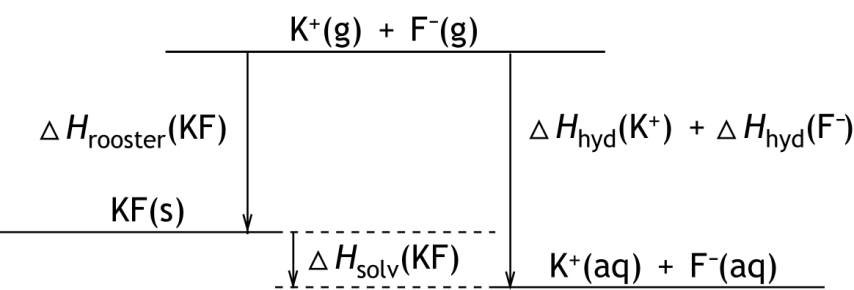 K⁺(g) + F⁻(g)
△H_rooster(KF)
△H_hyd(K⁺) + △H_hyd(F⁻)
KF(s)
△H_solv(KF)
K⁺(aq) + F⁻(aq)